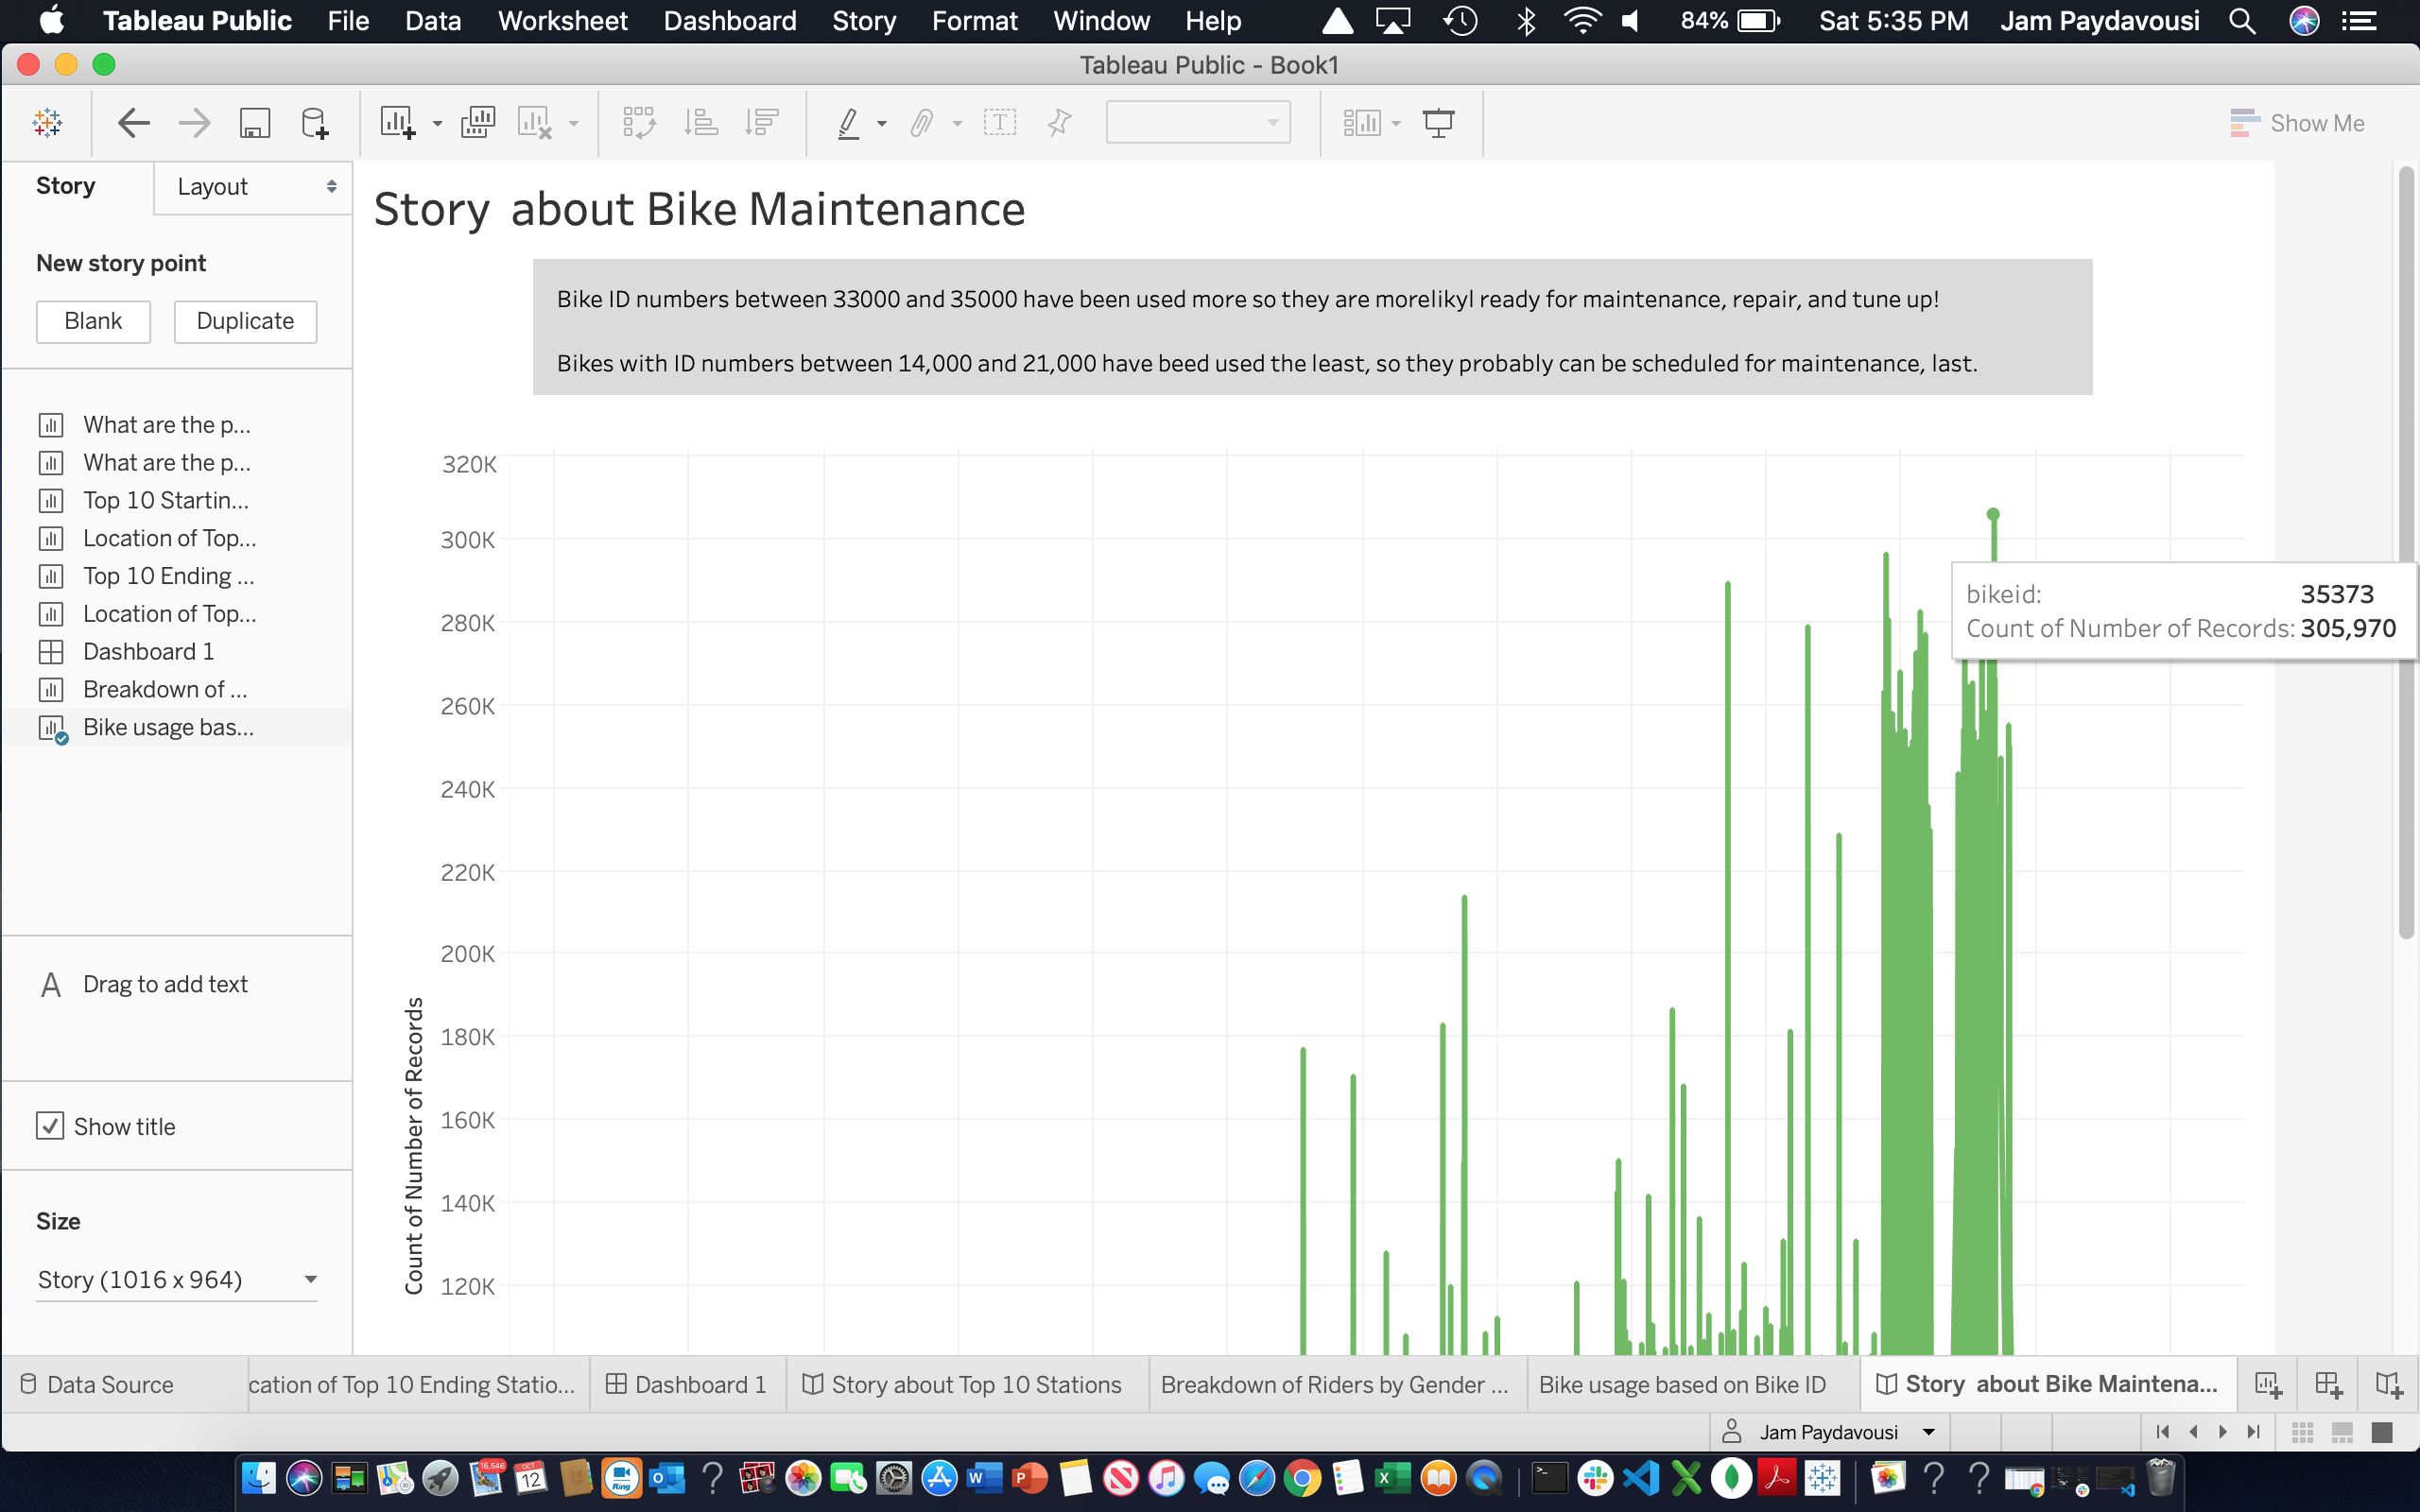 Tableau Public File Data Worksheet Dashboard Story Format Window Help 84% Sat 5:35 PM Jam Paydavousi
Tableau Public - Book1
Show Me
Story Layout
New story point
Blank Duplicate
What are the p...
What are the p...
Top 10 Startin...
Location of Top...
Top 10 Ending ...
Location of Top...
Dashboard 1
Breakdown of ...
Bike usage bas...
A Drag to add text
Show title
Size
Story (1016 x 964)
Story about Bike Maintenance
Bike ID numbers between 33000 and 35000 have been used more so they are morelikyl ready for maintenance, repair, and tune up!
Bikes with ID numbers between 14,000 and 21,000 have beed used the least, so they probably can be scheduled for maintenance, last.
320K
300K
280K
260K
240K
220K
200K
180K
160K
140K
120K
Count of Number of Records
bikeid: 35373
Count of Number of Records: 305,970
Data Source cation of Top 10 Ending Statio... Dashboard 1 Story about Top 10 Stations Breakdown of Riders by Gender ... Bike usage based on Bike ID Story about Bike Maintena...
Jam Paydavousi
16,546
OCT
12
Ring